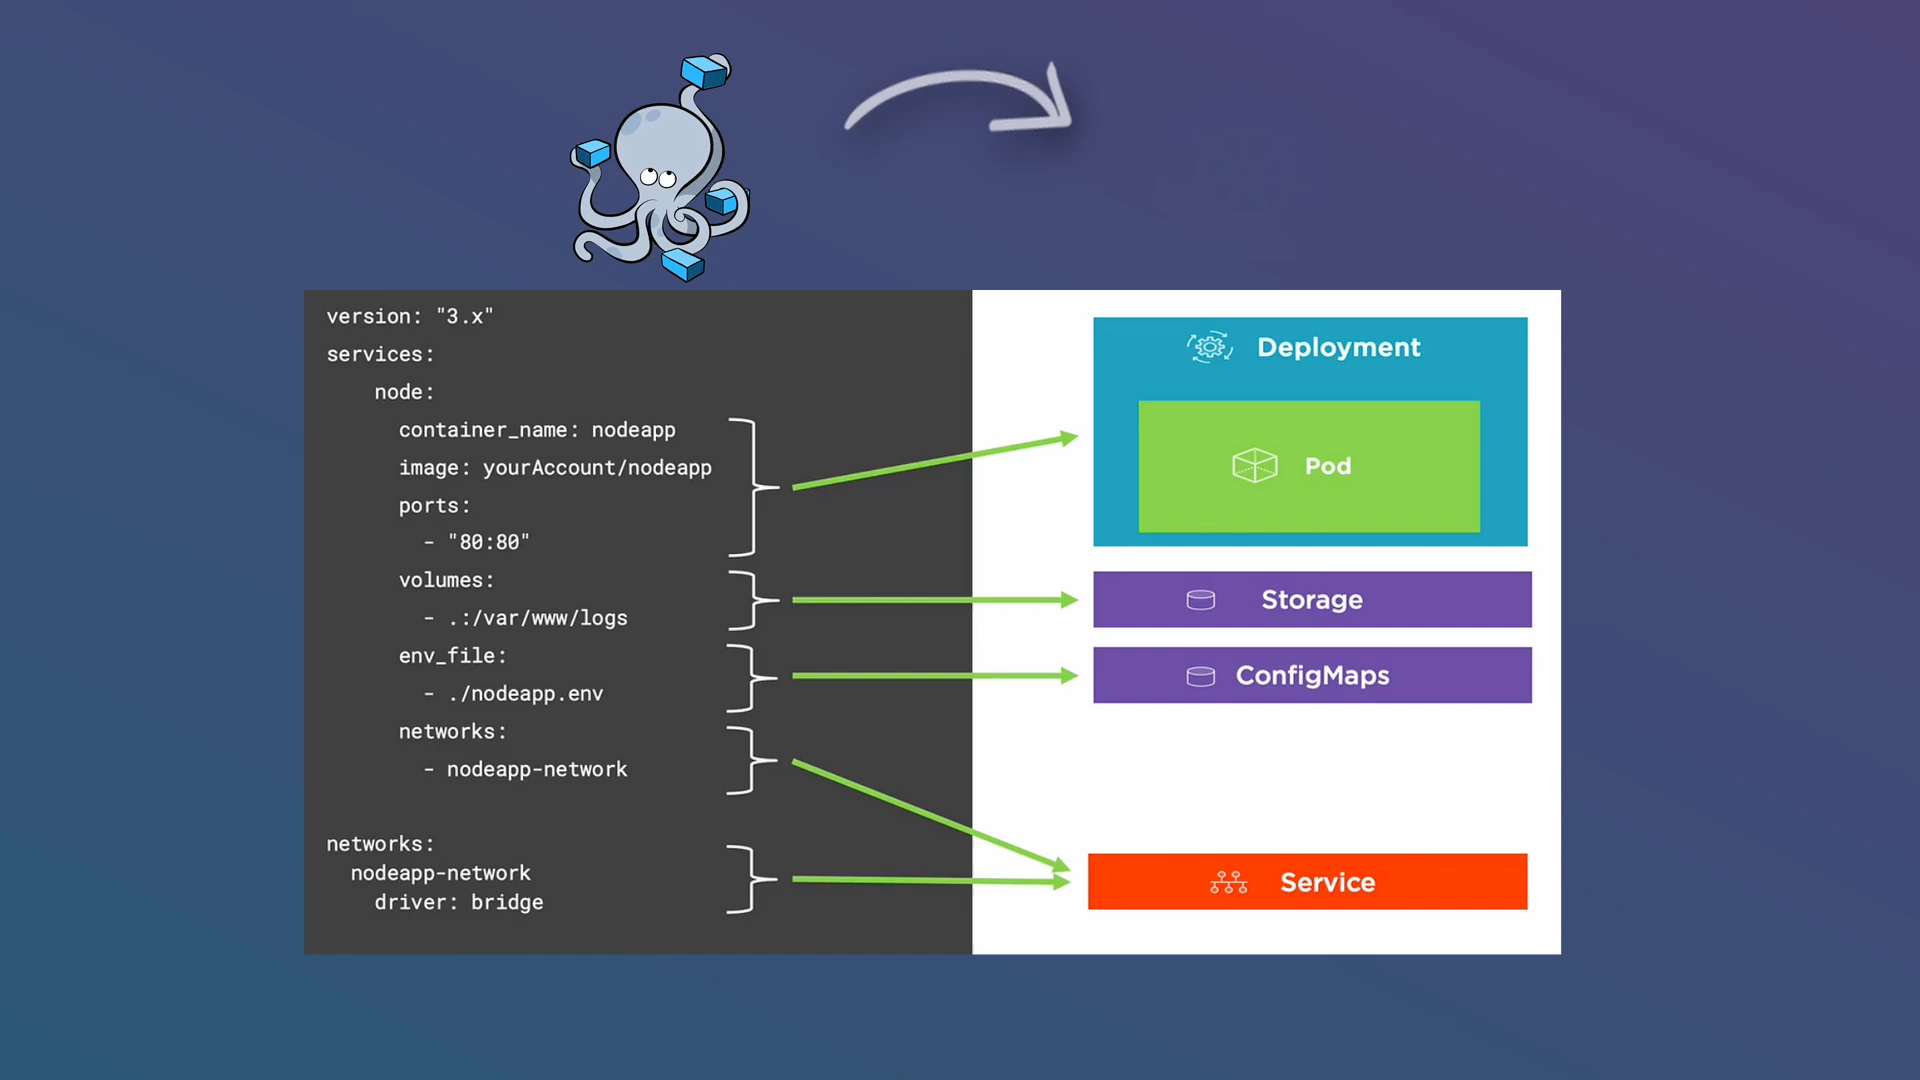 version: "3.x"
services:
node:
container_name: nodeapp
image: yourAccount/nodeapp
ports:
- "80:80"
volumes:
- .:/var/www/logs
env_file:
- ./nodeapp.env
networks:
- nodeapp-network
networks:
nodeapp-network
driver: bridge
Deployment
Pod
Storage
ConfigMaps
Service